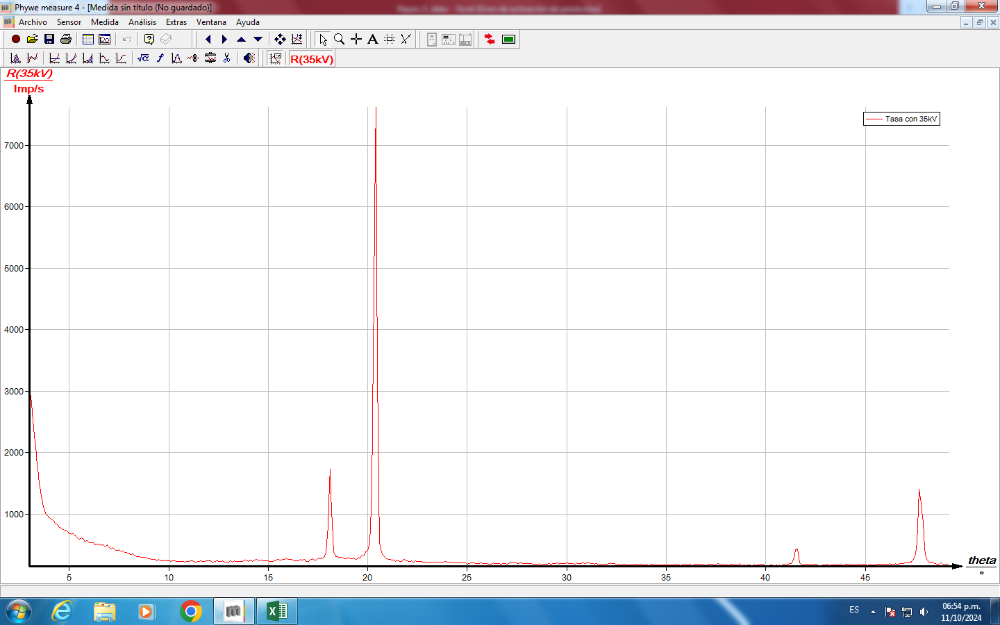 Phywe measure 4 - [Medida sin título (No guardado)]
Archivo Sensor Medida Análisis Extras Ventana Ayuda
R(35kV)
R(35kV)
Imp/s
Tasa con 35kV
7000
6000
5000
4000
3000
2000
1000
theta
°
5 10 15 20 25 30 35 40 45
ES
06:54 p.m.
11/10/2024